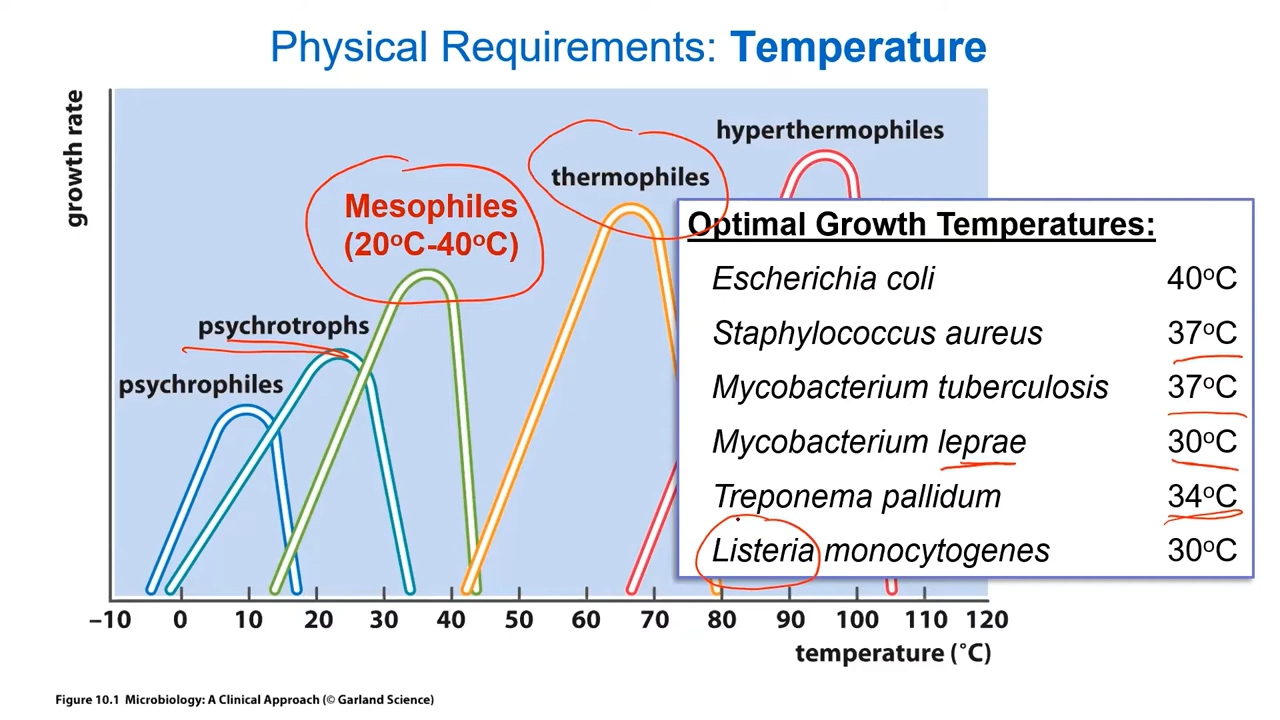 Physical Requirements: Temperature
growth rate
hyperthermophiles
thermophiles
Mesophiles
(20ºC-40ºC)
psychrotrophs
psychrophiles
Optimal Growth Temperatures:
Escherichia coli 40ºC
Staphylococcus aureus 37ºC
Mycobacterium tuberculosis 37ºC
Mycobacterium leprae 30ºC
Treponema pallidum 34ºC
Listeria monocytogenes 30ºC
–10 0 10 20 30 40 50 60 70 80 90 100 110 120
temperature (˚C)
Figure 10.1 Microbiology: A Clinical Approach (© Garland Science)